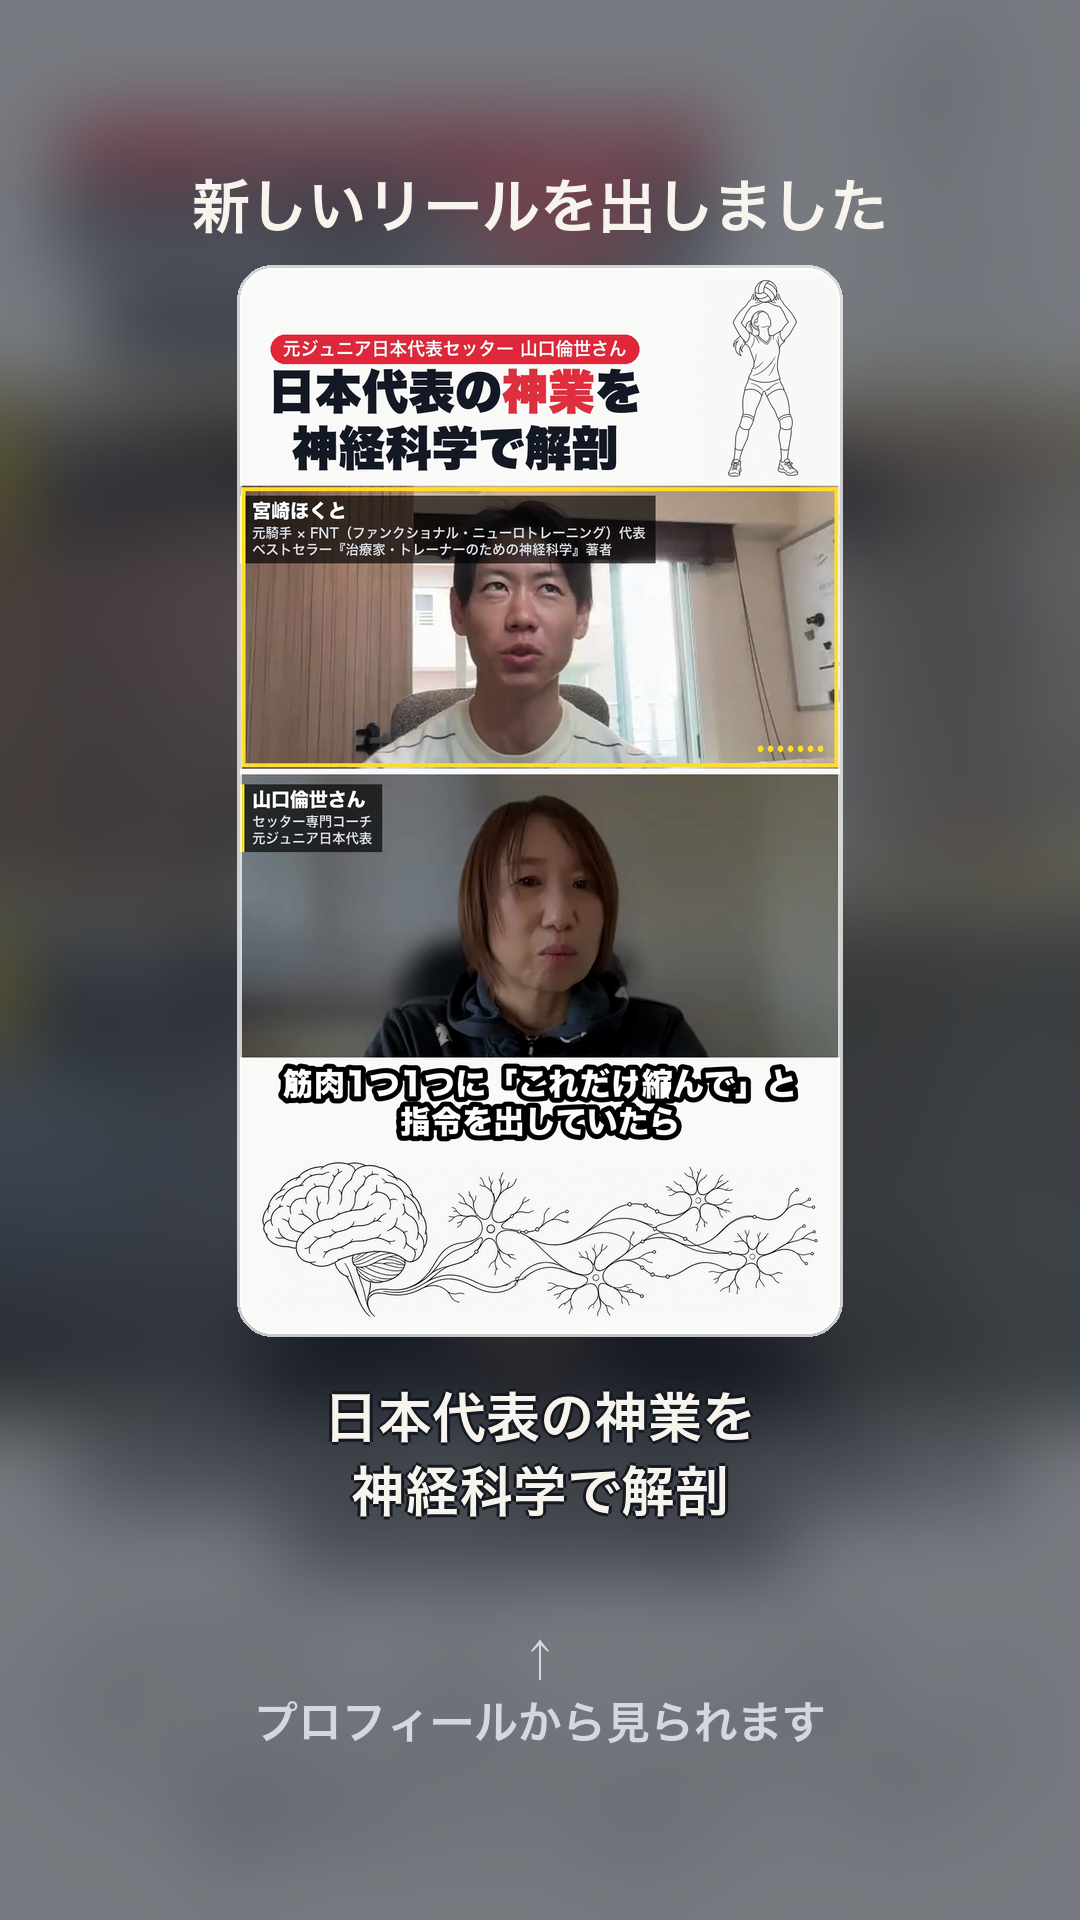 新しいリールを出しました
元ジュニア日本代表セッター 山口倫世さん
日本代表の神業を
神経科学で解剖
宮崎ほくと
元騎手 × FNT（ファンクショナル・ニューロトレーニング）代表
ベストセラー『治療家・トレーナーのための神経科学』著者
山口倫世さん
セッター専門コーチ
元ジュニア日本代表
筋肉1つ1つに「これだけ縮んで」と
指令を出していたら
日本代表の神業を
神経科学で解剖
↑
プロフィールから見られます